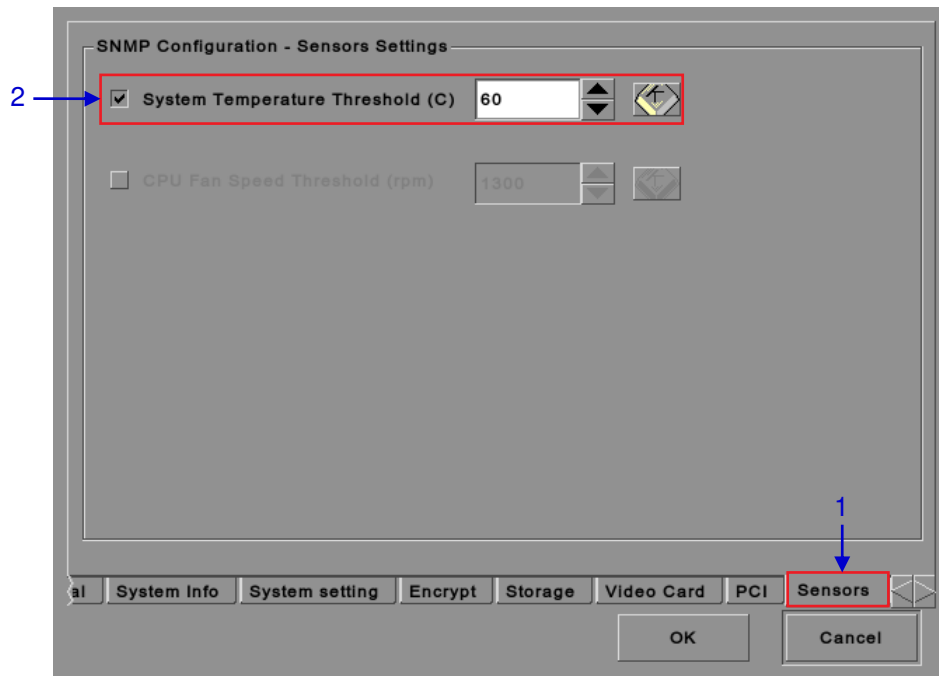 SNMP Configuration - Sensors Settings
2
System Temperature Threshold (C) 60
CPU Fan Speed Threshold (rpm) 1300
1
al System Info System setting Encrypt Storage Video Card PCI Sensors
OK Cancel